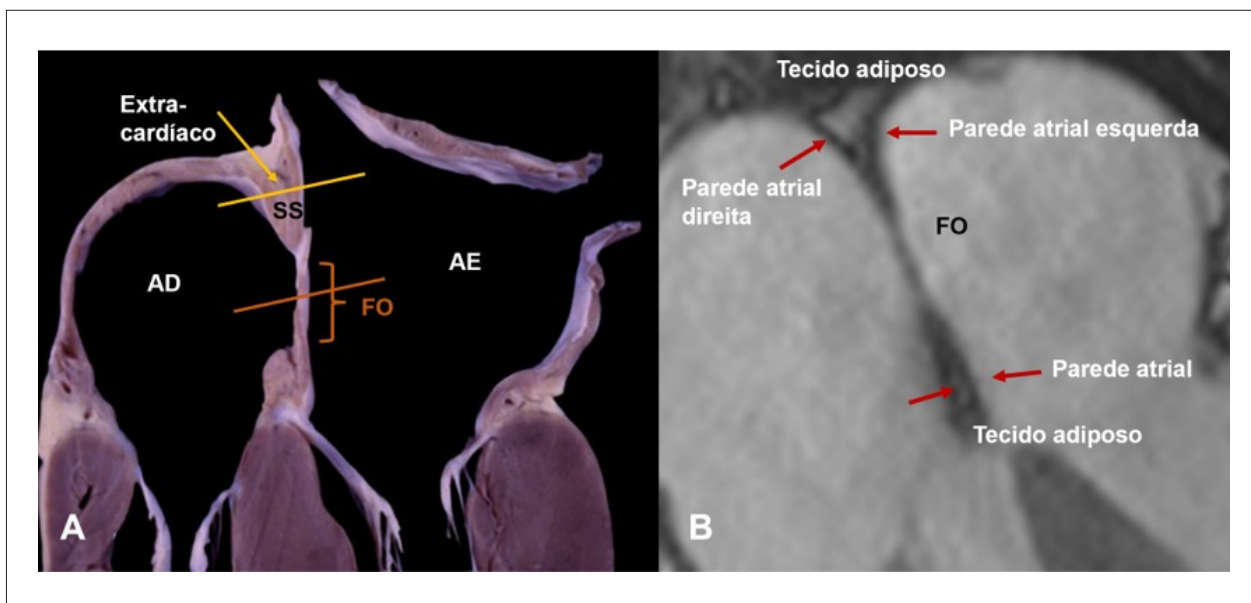 Extra-
cardíaco
SS
AD
AE
FO
A
Tecido adiposo
Parede atrial esquerda
Parede atrial
direita
FO
Parede atrial
Tecido adiposo
B